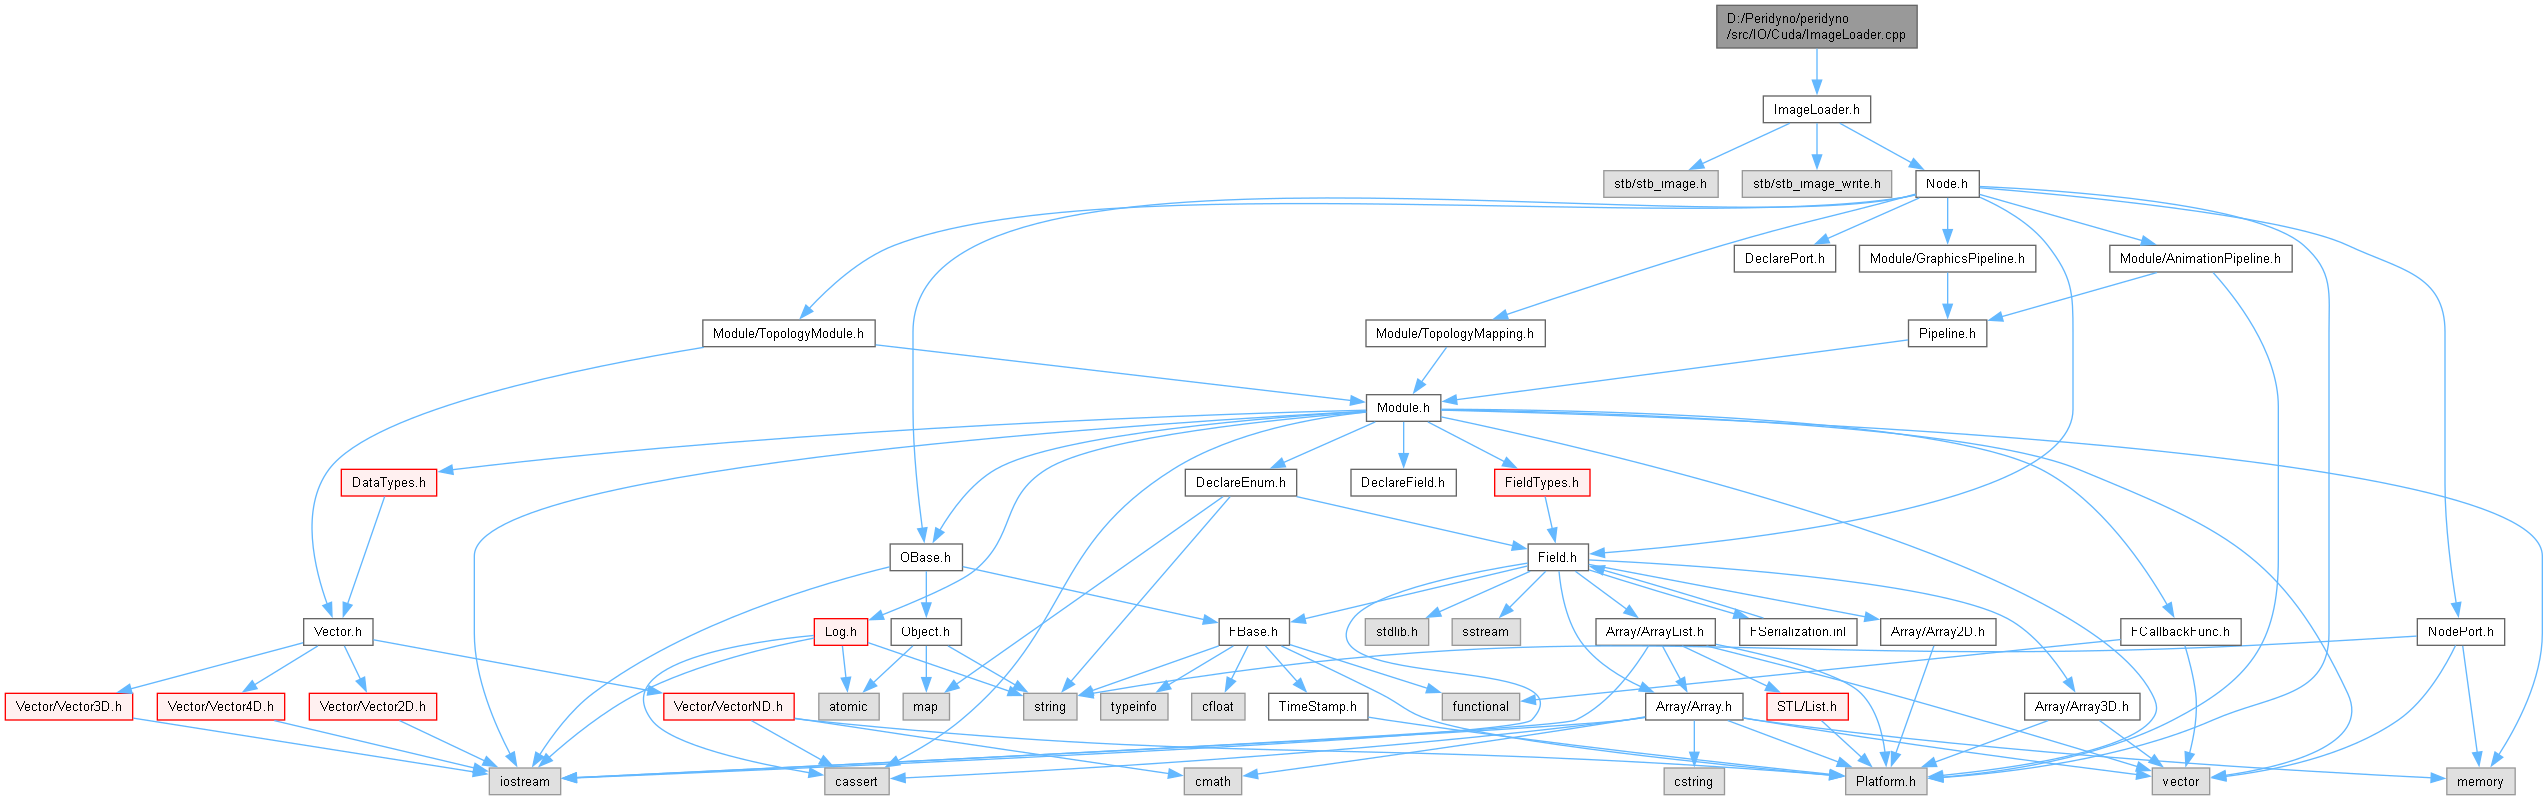 D:/Peridyno/peridyno
/src/IO/Cuda/ImageLoader.cpp
ImageLoader.h
stb/stb_image.h
stb/stb_image_write.h
Node.h
DeclarePort.h
Module/GraphicsPipeline.h
Module/AnimationPipeline.h
Module/TopologyModule.h
Module/TopologyMapping.h
Pipeline.h
Module.h
DataTypes.h
DeclareEnum.h
DeclareField.h
FieldTypes.h
OBase.h
Field.h
Vector.h
Log.h
Object.h
FBase.h
stdlib.h
sstream
Array/ArrayList.h
FSerialization.inl
Array/Array2D.h
FCallbackFunc.h
NodePort.h
Vector/Vector3D.h
Vector/Vector4D.h
Vector/Vector2D.h
Vector/VectorND.h
atomic
map
string
typeinfo
cfloat
TimeStamp.h
functional
Array/Array.h
STL/List.h
Array/Array3D.h
iostream
cassert
cmath
cstring
Platform.h
vector
memory